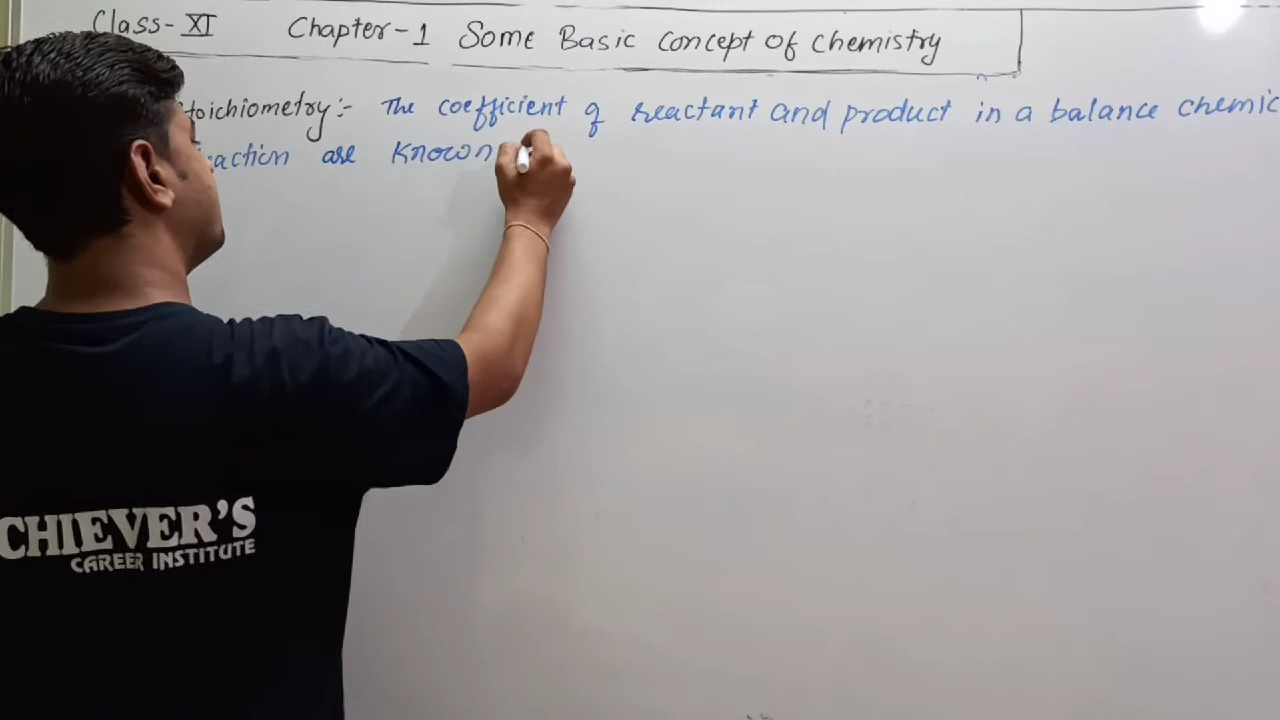 Class-XI Chapter-1 Some Basic Concept of Chemistry
toichiometry:- The coefficient of reactant and product in a balance chemic
action are known
CHIEVER'S
CAREER INSTITUTE